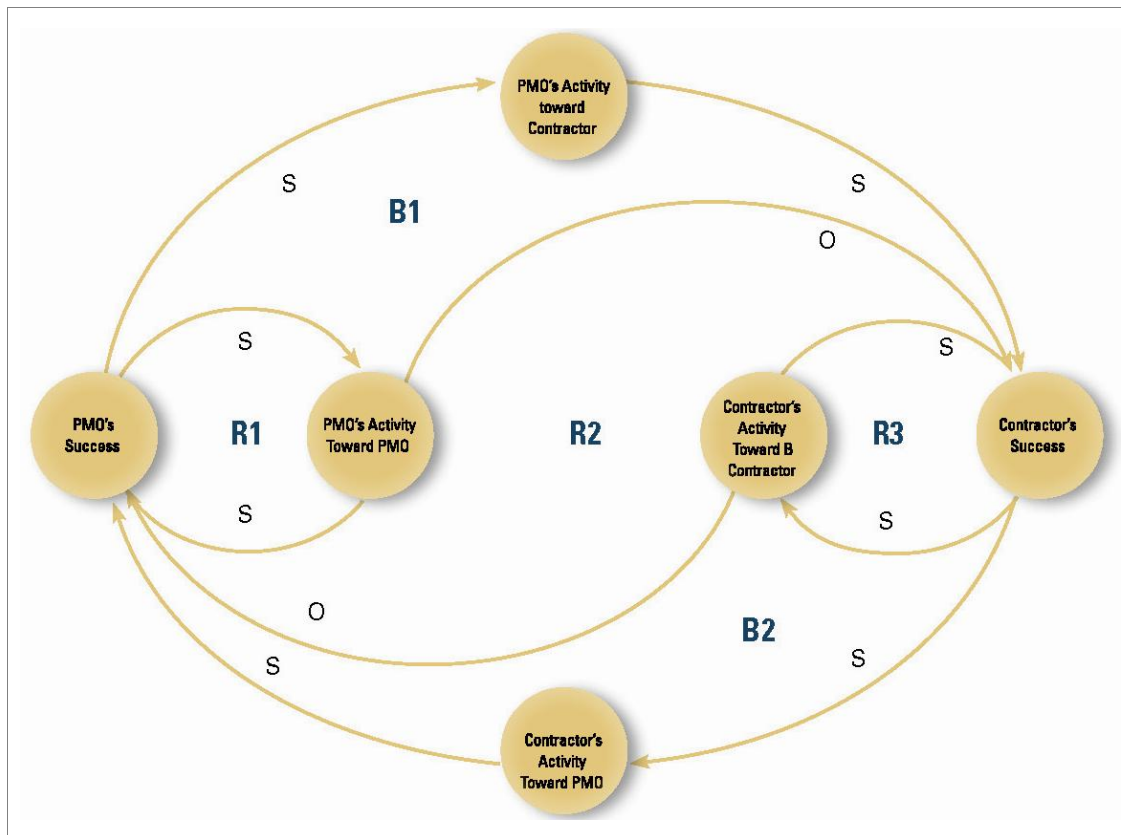 PMO's Activity
toward
Contractor
S
S
B1
O
S
S
PMO's
Success
R1
PMO's Activity
Toward PMO
R2
Contractor's
Activity
Toward B
Contractor
R3
Contractor's
Success
S
S
O
B2
S
S
Contractor's
Activity
Toward PMO